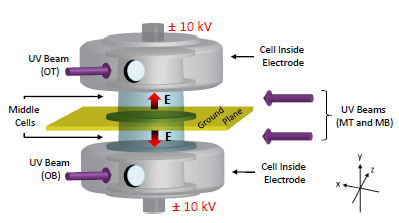 ± 10 kV
UV Beam
(OT)
Cell Inside
Electrode
E
Middle
Cells
Ground
Plane
UV Beams
(MT and MB)
E
UV Beam
(OB)
Cell Inside
Electrode
± 10 kV
y
z
x